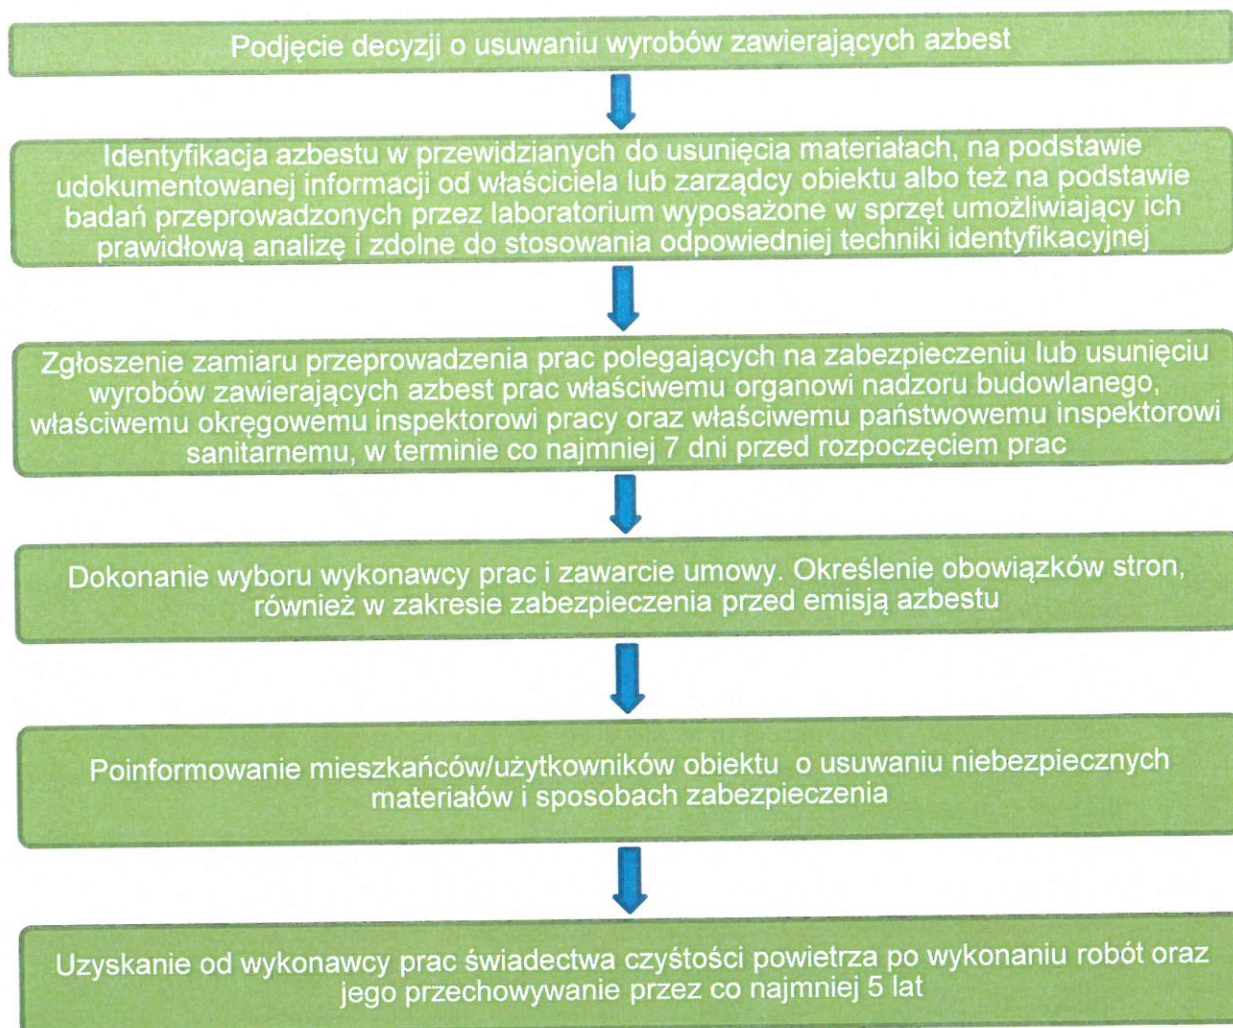 Podjęcie decyzji o usuwaniu wyrobów zawierających azbest
Identyfikacja azbestu w przewidzianych do usunięcia materiałach, na podstawie
udokumentowanej informacji od właściciela lub zarządcy obiektu albo też na podstawie
badań przeprowadzonych przez laboratorium wyposażone w sprzęt umożliwiający ich
prawidłową analizę i zdolne do stosowania odpowiedniej techniki identyfikacyjnej
Zgłoszenie zamiaru przeprowadzenia prac polegających na zabezpieczeniu lub usunięciu
wyrobów zawierających azbest prac właściwemu organowi nadzoru budowlanego,
właściwemu okręgowemu inspektorowi pracy oraz właściwemu państwowemu inspektorowi
sanitarnemu, w terminie co najmniej 7 dni przed rozpoczęciem prac
Dokonanie wyboru wykonawcy prac i zawarcie umowy. Określenie obowiązków stron,
również w zakresie zabezpieczenia przed emisją azbestu
Poinformowanie mieszkańców/użytkowników obiektu o usuwaniu niebezpiecznych
materiałów i sposobach zabezpieczenia
Uzyskanie od wykonawcy prac świadectwa czyśtości powietrza po wykonaniu robót oraz
jego przechowywanie przez co najmniej 5 lat